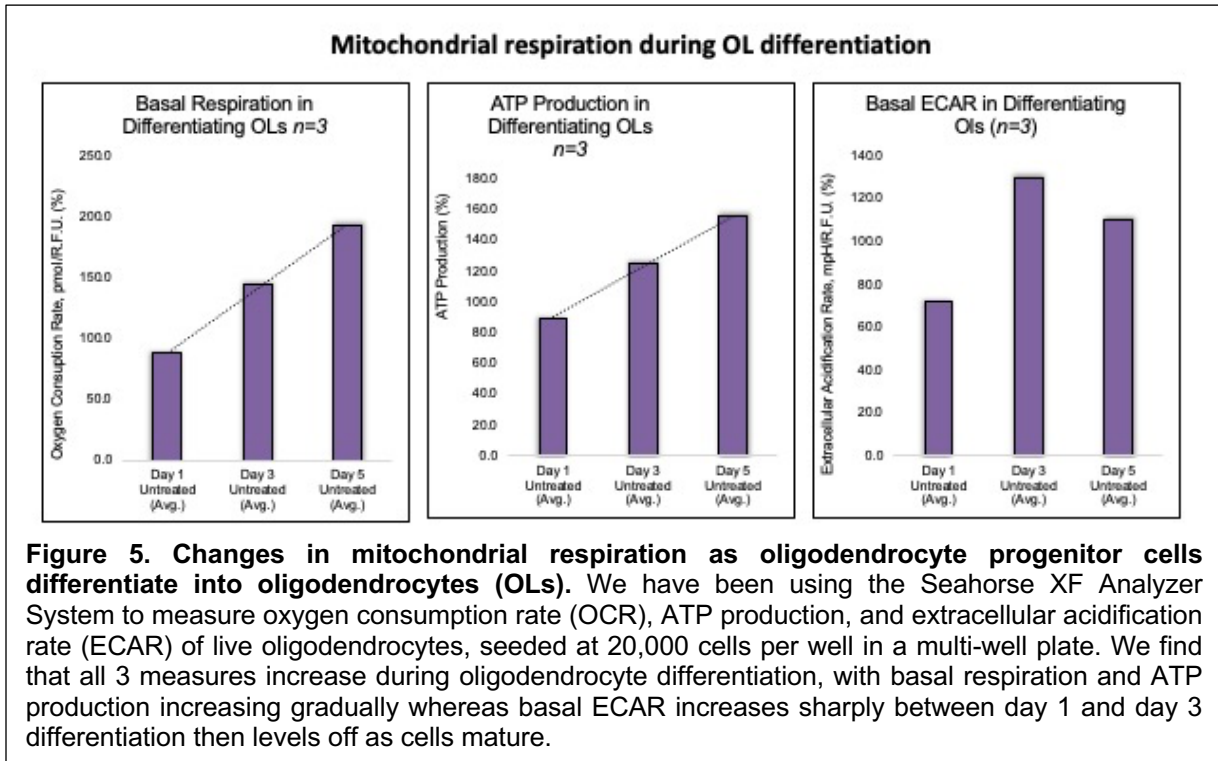 Mitochondrial respiration during OL differentiation
Basal Respiration in
Differentiating OLs n=3
Oxygen Consuption Rate, pmol/R.F.U. (%)
250.0
200.0
150.0
100.0
50.0
0.0
Day 1
Untreated
(Avg.)
Day 3
Untreated
(Avg.)
Day 5
Untreated
(Avg.)
ATP Production in
Differentiating OLs
n=3
ATP Production (%)
180.0
160.0
140.0
120.0
100.0
80.0
60.0
40.0
20.0
0.0
Day 1
Untreated
(Avg.)
Day 3
Untreated
(Avg.)
Day 5
Untreated
(Avg.)
Basal ECAR in Differentiating
Ols (n=3)
Extracellular Acidification Rate, mpH/R.F.U. (%)
140.0
120.0
100.0
80.0
60.0
40.0
20.0
0.0
Day 1
Untreated
(Avg.)
Day 3
Untreated
(Avg.)
Day 5
Untreated
(Avg.)
Figure 5. Changes in mitochondrial respiration as oligodendrocyte progenitor cells
differentiate into oligodendrocytes (OLs). We have been using the Seahorse XF Analyzer
System to measure oxygen consumption rate (OCR), ATP production, and extracellular acidification
rate (ECAR) of live oligodendrocytes, seeded at 20,000 cells per well in a multi-well plate. We find
that all 3 measures increase during oligodendrocyte differentiation, with basal respiration and ATP
production increasing gradually whereas basal ECAR increases sharply between day 1 and day 3
differentiation then levels off as cells mature.